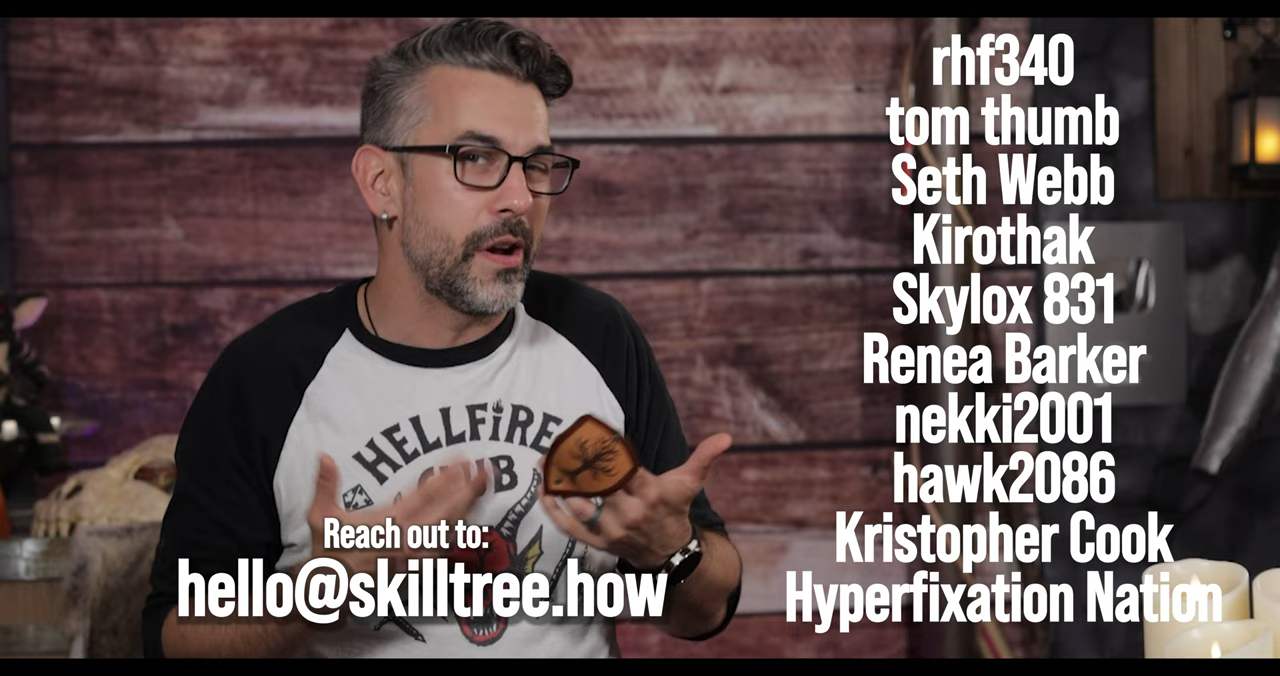 rhf340
tom thumb
Seth Webb
Kirothak
Skylox 831
Renea Barker
nekki2001
hawk2086
Kristopher Cook
Hyperfixation Nation
HELLFIRE
CLUB
Reach out to:
hello@skilltree.how